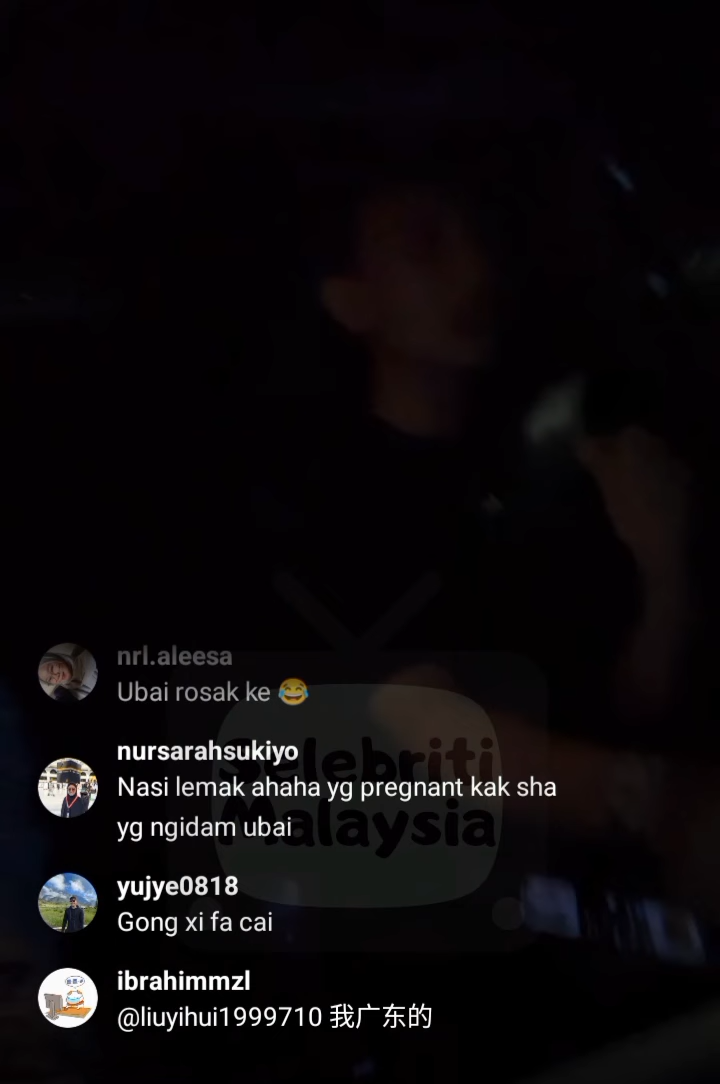 nrl.aleesa
Ubai rosak ke 😂
nursarahsukiyo
Nasi lemak ahaha yg pregnant kak sha
yg ngidam ubai
Selebriti
Malaysia
yujye0818
Gong xi fa cai
ibrahimmzl
@liuyihui1999710 我广东的